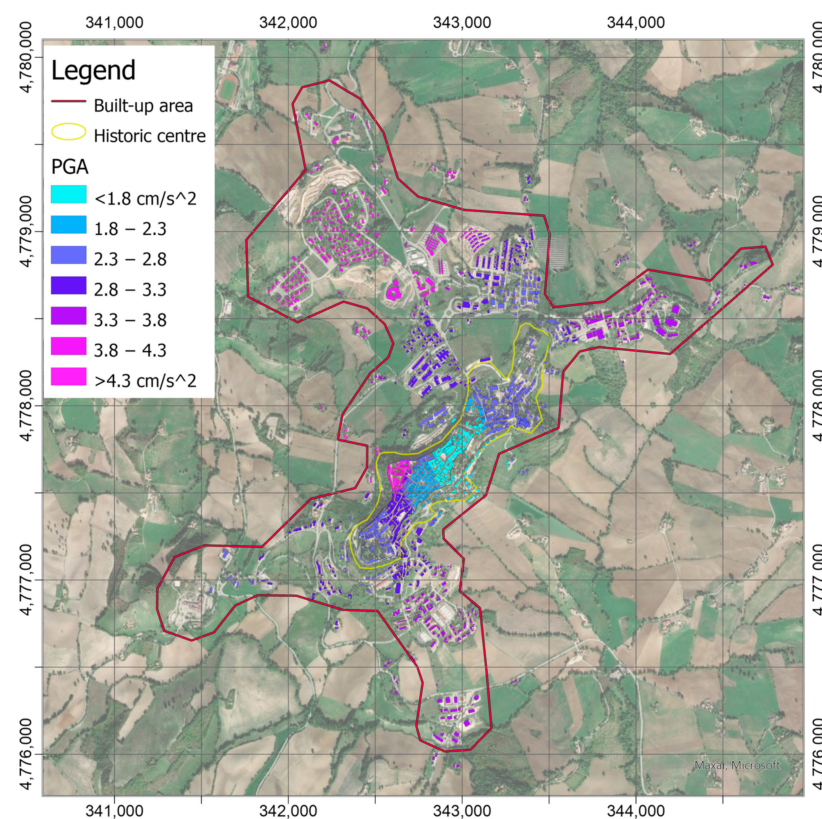 341,000 342,000 343,000 344,000
4,780,000
4,780,000
Legend
Built-up area
Historic centre
PGA
<1.8 cm/s^2
1.8 – 2.3
2.3 – 2.8
2.8 – 3.3
3.3 – 3.8
3.8 – 4.3
>4.3 cm/s^2
4,779,000
4,779,000
4,778,000
4,778,000
4,777,000
4,777,000
4,776,000
4,776,000
Maxar, Microsoft
341,000 342,000 343,000 344,000